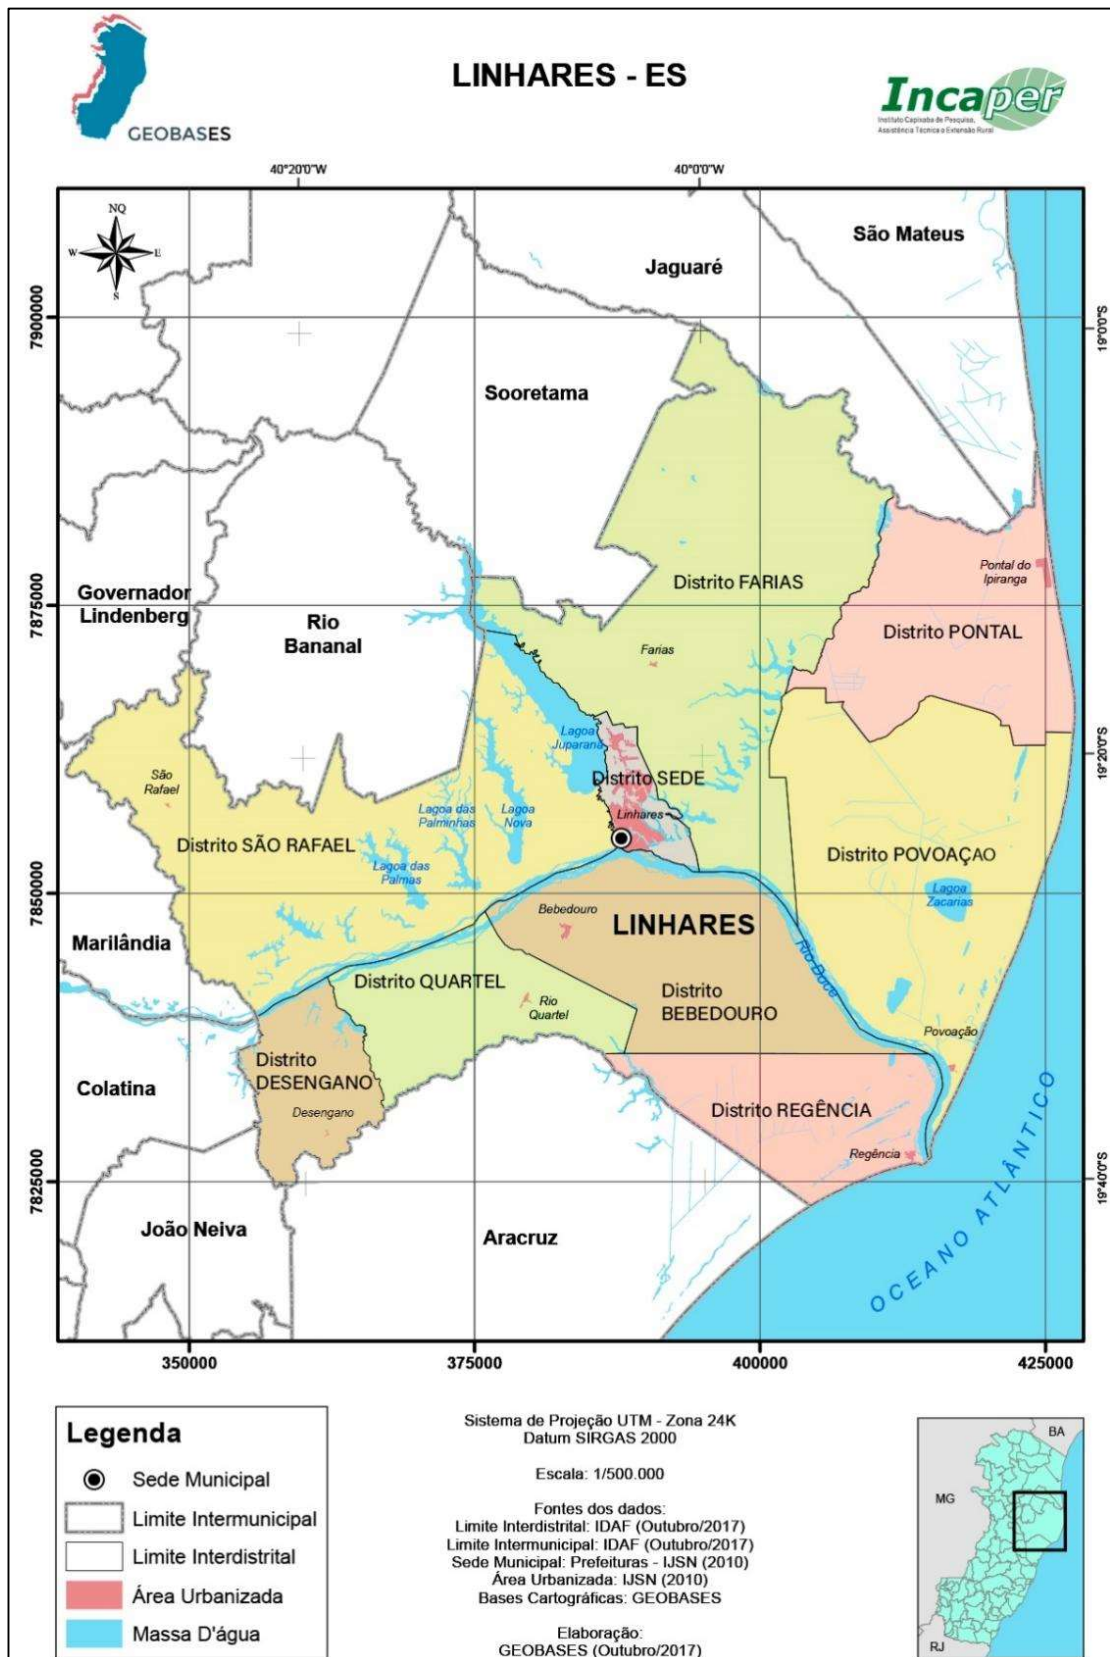 LINHARES - ES
GEOBASES
Incaper
Instituto Capixaba de Pesquisa,
Assistência Técnica e Extensão Rural
40°20'0"W
40°0'0"W
NQ
W
E
S
São Mateus
Jaguaré
7900000
19°0'0"S
Sooretama
Pontal do
Ipiranga
Distrito FARIAS
Governador
Lindenberg
7875000
Rio
Bananal
Distrito PONTAL
Farias
Lagoa
Juparanã
19°20'0"S
São
Rafael
Distrito SEDE
Lagoa das
Palminhas
Lagoa
Nova
Linhares
Distrito SÃO RAFAEL
Distrito POVOAÇAO
Lagoa das
Palmas
7850000
Lagoa
Zacarias
Bebedouro
LINHARES
Marilândia
Rio Doce
Distrito QUARTEL
Distrito
BEBEDOURO
Rio
Quartel
Povoação
Distrito
DESENGANO
Colatina
Desengano
Distrito REGÊNCIA
Regência
7825000
19°40'0"S
João Neiva
Aracruz
OCEANO ATLÂNTICO
350000
375000
400000
425000
Legenda
Sede Municipal
Limite Intermunicipal
Limite Interdistrital
Área Urbanizada
Massa D'água
Sistema de Projeção UTM - Zona 24K
Datum SIRGAS 2000
Escala: 1/500.000
Fontes dos dados:
Limite Interdistrital: IDAF (Outubro/2017)
Limite Intermunicipal: IDAF (Outubro/2017)
Sede Municipal: Prefeituras - IJSN (2010)
Área Urbanizada: IJSN (2010)
Bases Cartográficas: GEOBASES
Elaboração:
GEOBASES (Outubro/2017)
BA
MG
RJ